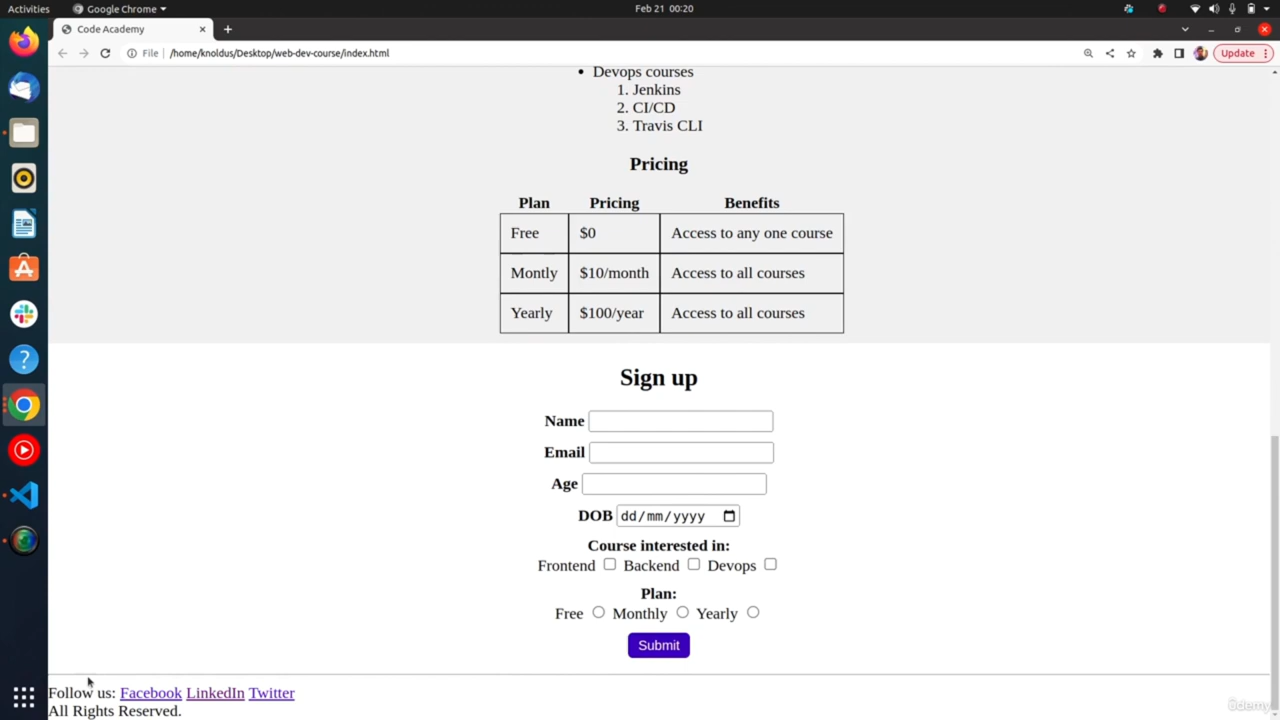 Activities Google Chrome Feb 21 00:20
Code Academy
File /home/knoldus/Desktop/web-dev-course/index.html Update
Devops courses
1. Jenkins
2. CI/CD
3. Travis CLI
Pricing
Plan Pricing Benefits
Free $0 Access to any one course
Montly $10/month Access to all courses
Yearly $100/year Access to all courses
Sign up
Name
Email
Age
DOB dd/mm/yyyy
Course interested in:
Frontend Backend Devops
Plan:
Free Monthly Yearly
Submit
Follow us: Facebook LinkedIn Twitter
All Rights Reserved.
ûdemy